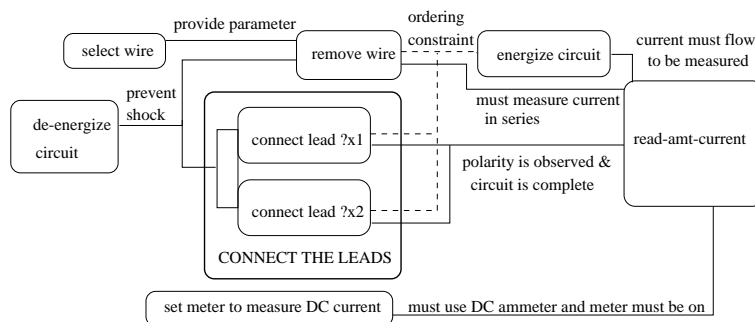 provide parameter
ordering
constraint
select wire
remove wire
energize circuit
current must flow
to be measured
prevent
shock
must measure current
in series
de-energize
circuit
connect lead ?x1
read-amt-current
polarity is observed &
circuit is complete
connect lead ?x2
CONNECT THE LEADS
set meter to measure DC current
must use DC ammeter and meter must be on